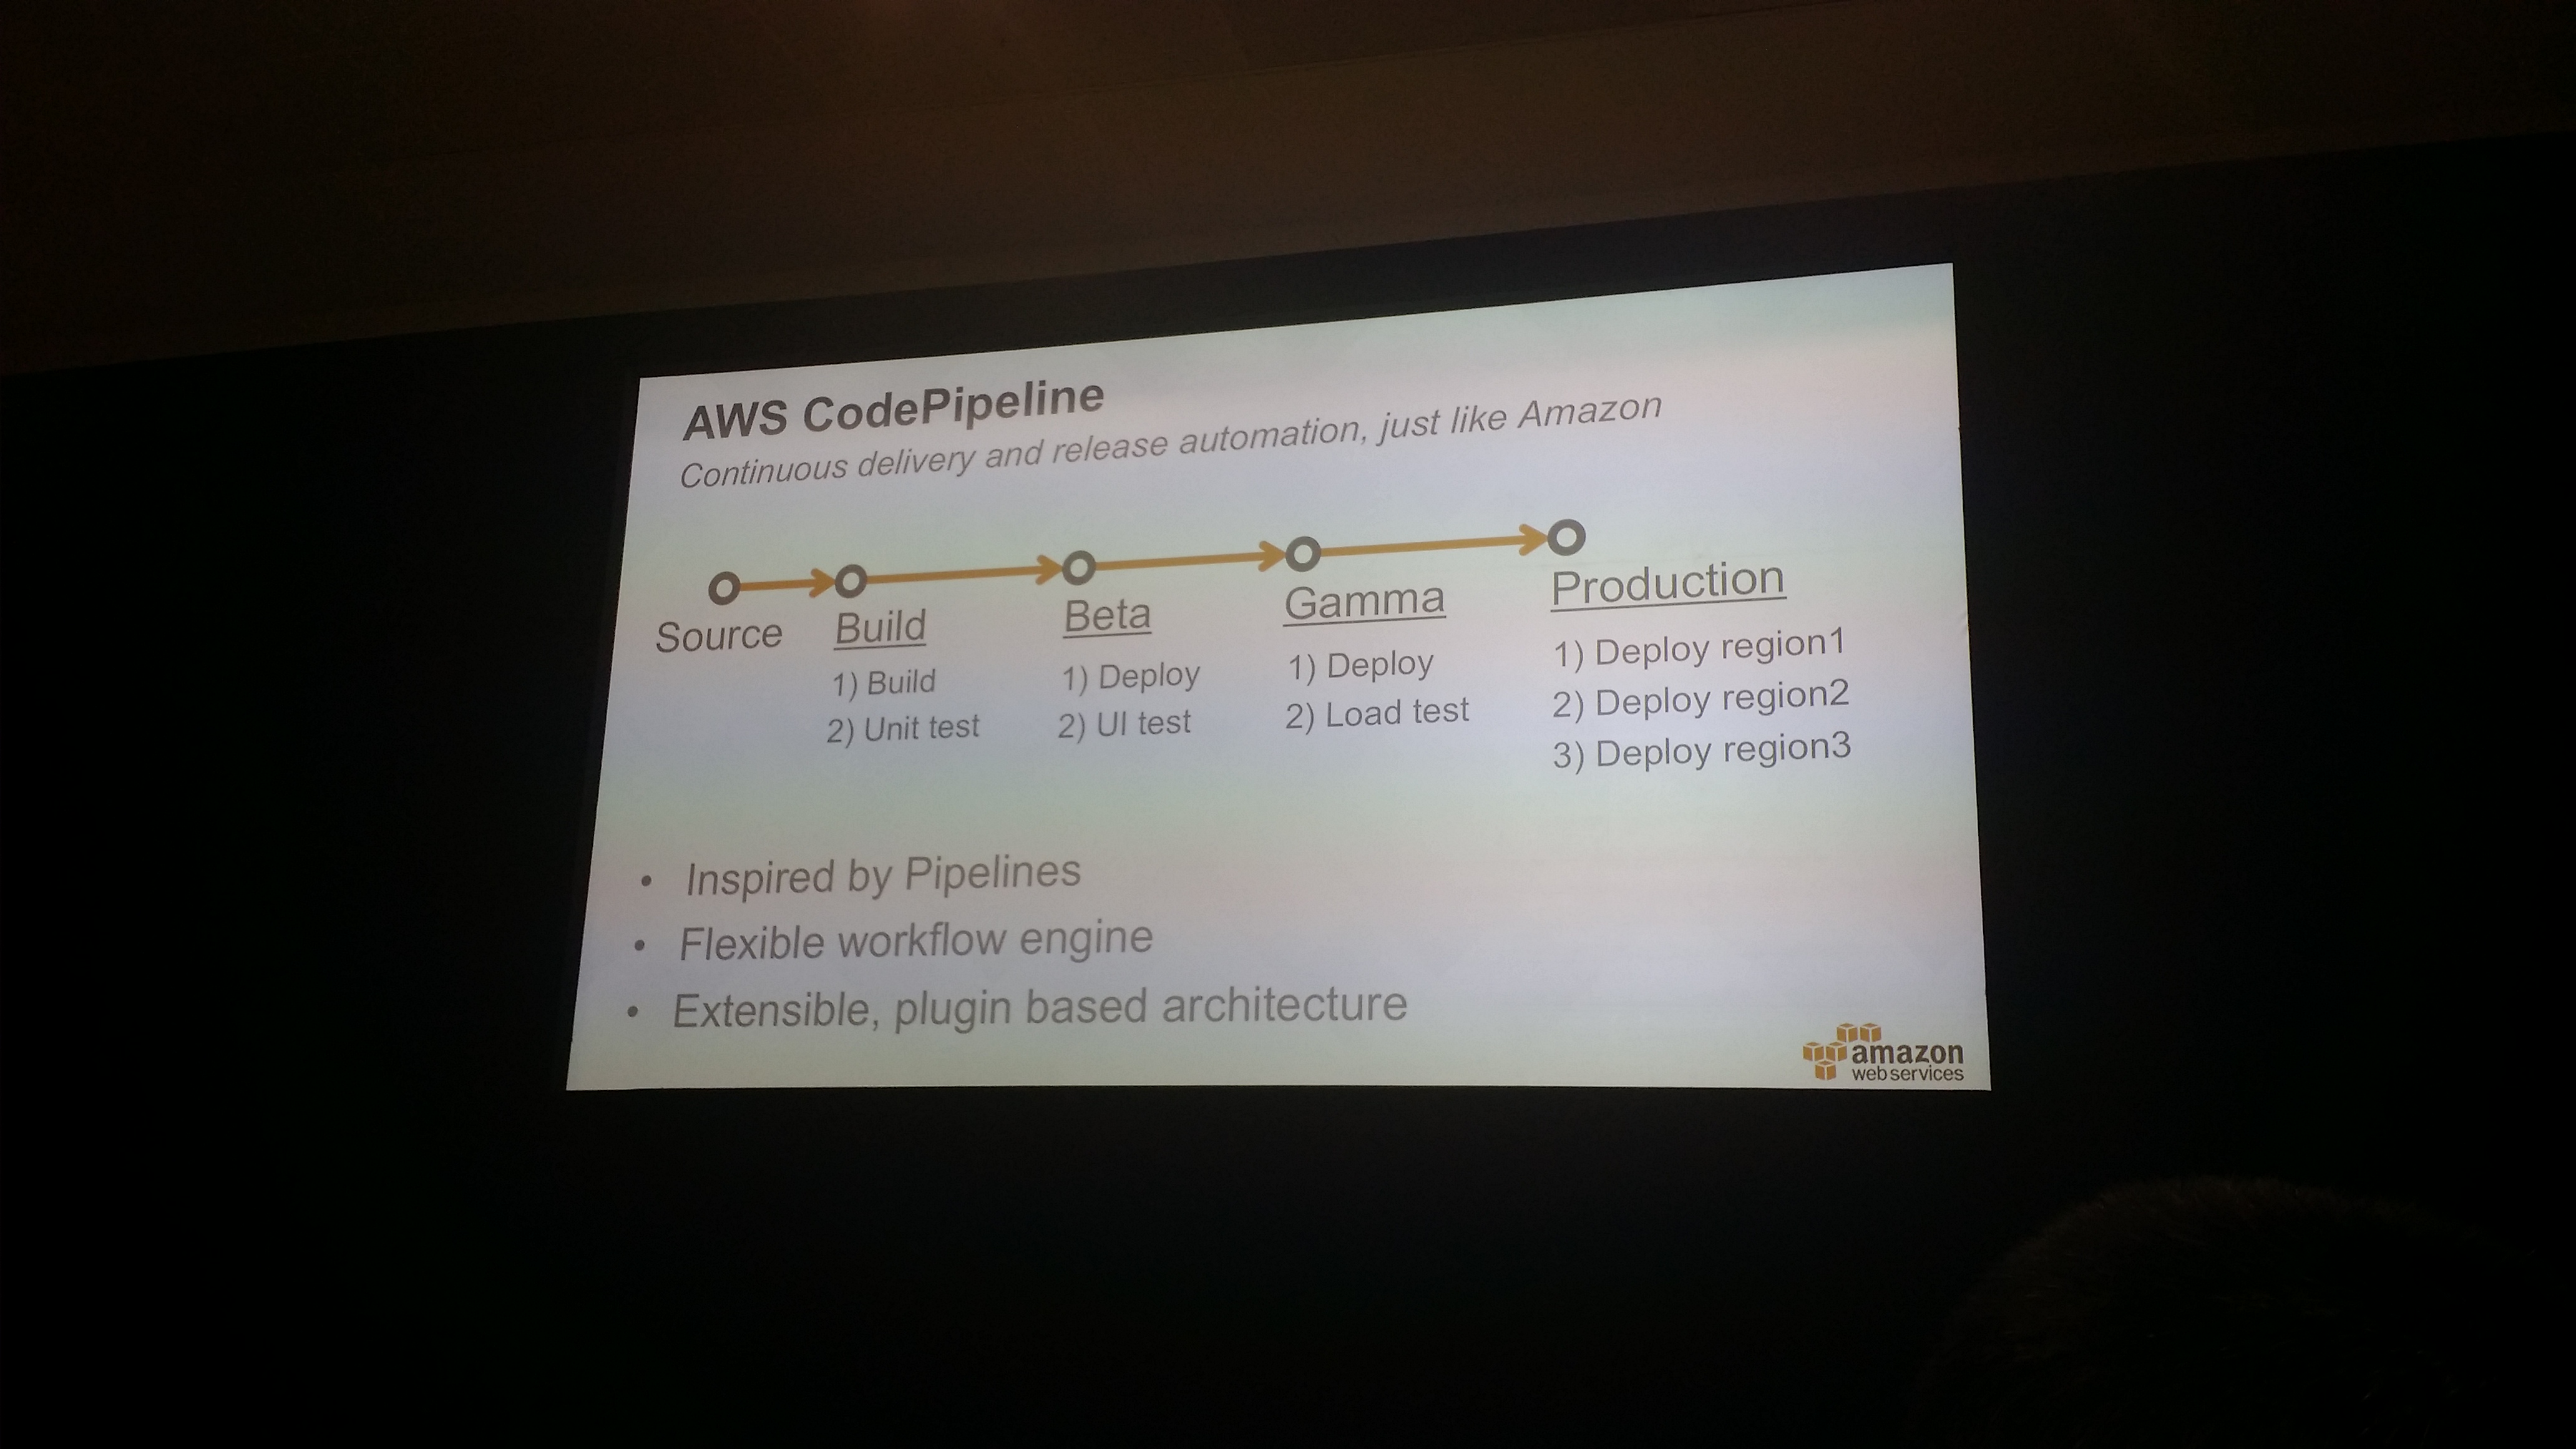 AWS CodePipeline
Continuous delivery and release automation, just like Amazon
Source
Build
1) Build
2) Unit test
Beta
1) Deploy
2) UI test
Gamma
1) Deploy
2) Load test
Production
1) Deploy region1
2) Deploy region2
3) Deploy region3
• Inspired by Pipelines
• Flexible workflow engine
• Extensible, plugin based architecture
amazon
webservices